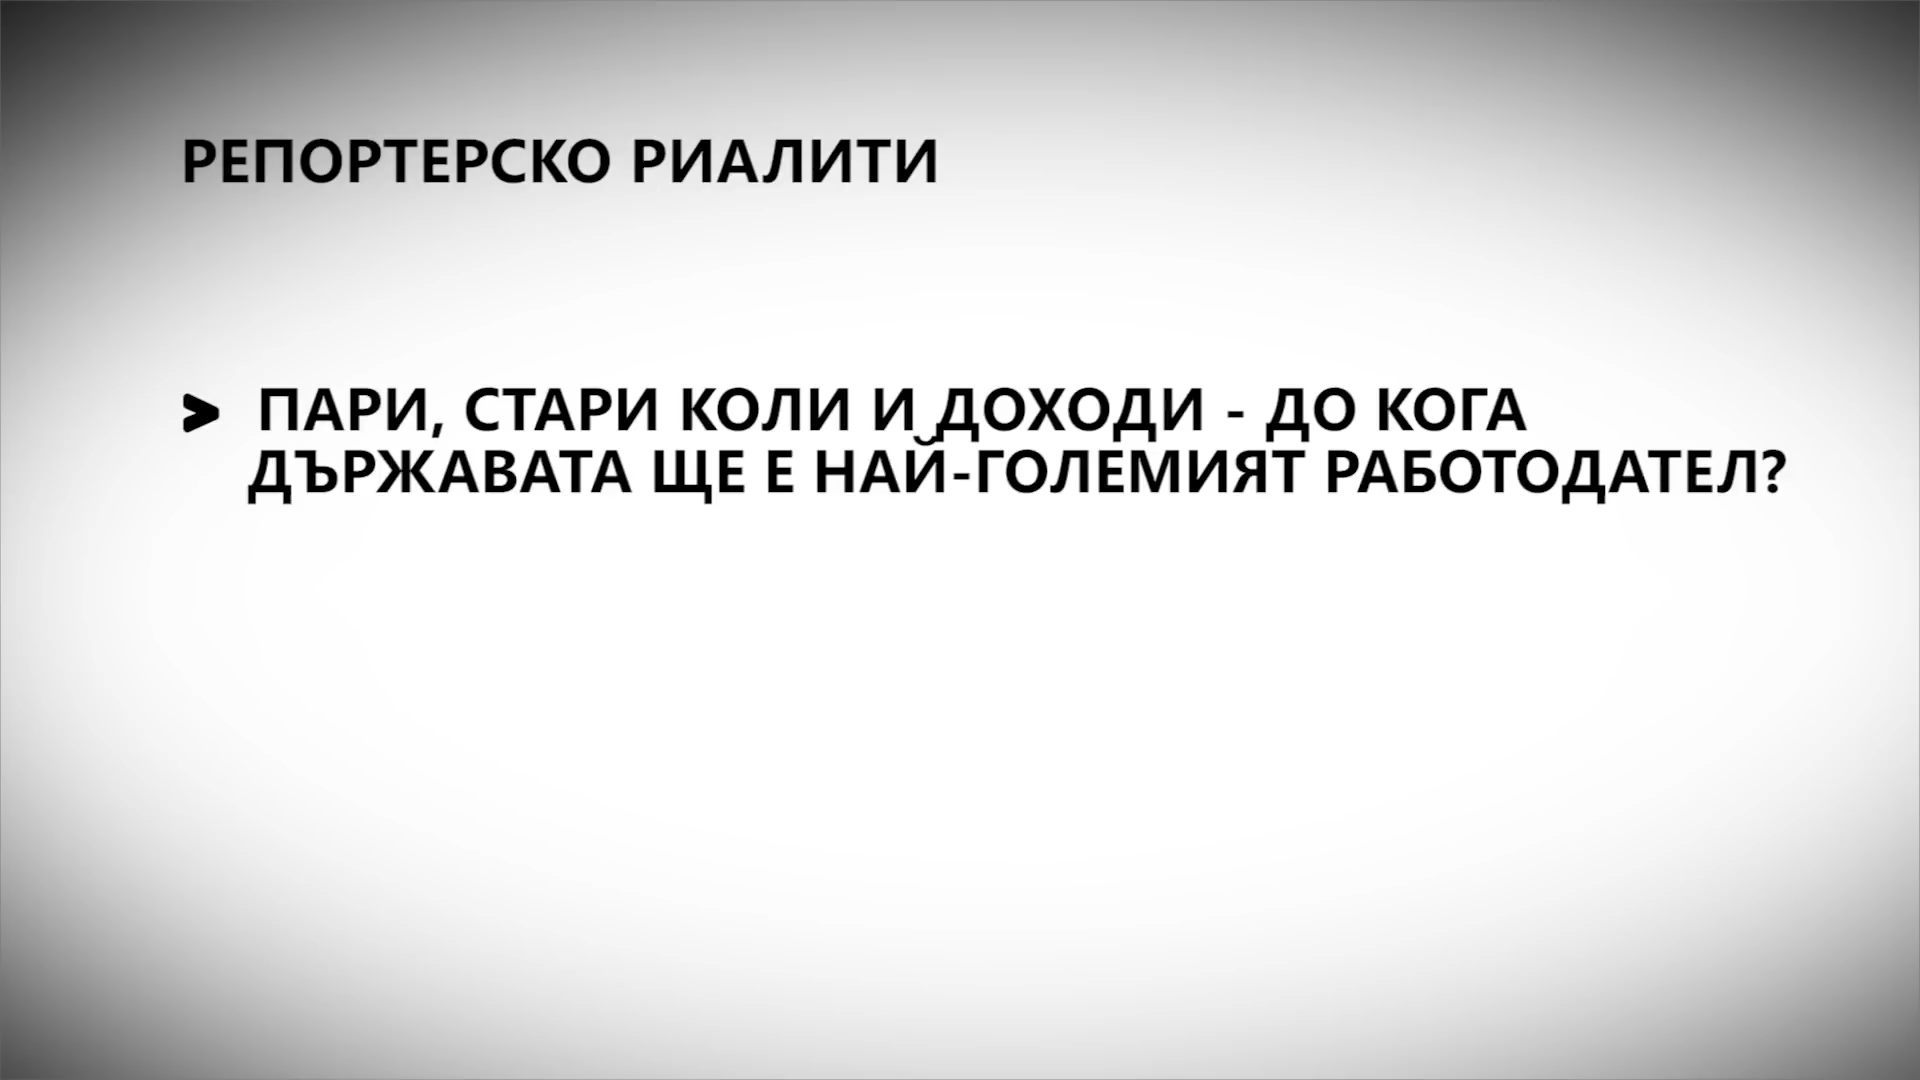 РЕПОРТЕРСКО РИАЛИТИ
> ПАРИ, СТАРИ КОЛИ И ДОХОДИ - ДО КОГА
ДЪРЖАВАТА ЩЕ Е НАЙ-ГОЛЕМИЯТ РАБОТОДАТЕЛ?